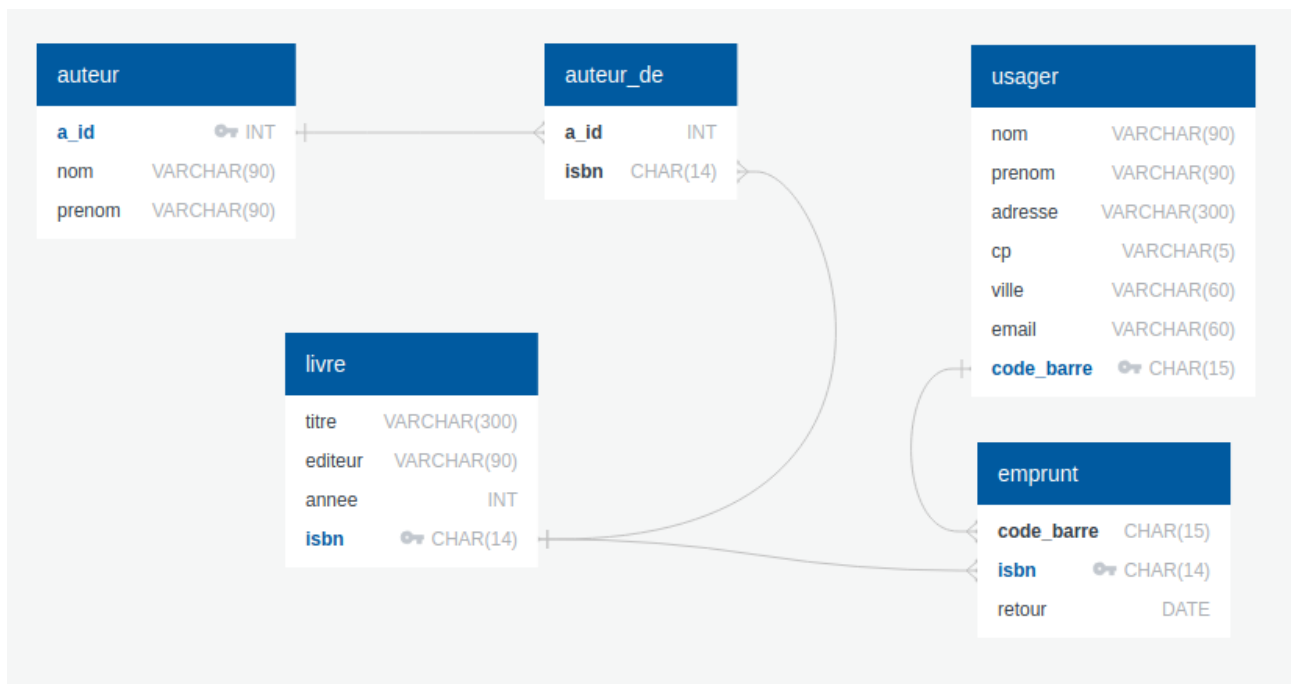 auteur
a_id INT
nom VARCHAR(90)
prenom VARCHAR(90)
auteur_de
a_id INT
isbn CHAR(14)
usager
nom VARCHAR(90)
prenom VARCHAR(90)
adresse VARCHAR(300)
cp VARCHAR(5)
ville VARCHAR(60)
email VARCHAR(60)
code_barre CHAR(15)
livre
titre VARCHAR(300)
editeur VARCHAR(90)
annee INT
isbn CHAR(14)
emprunt
code_barre CHAR(15)
isbn CHAR(14)
retour DATE